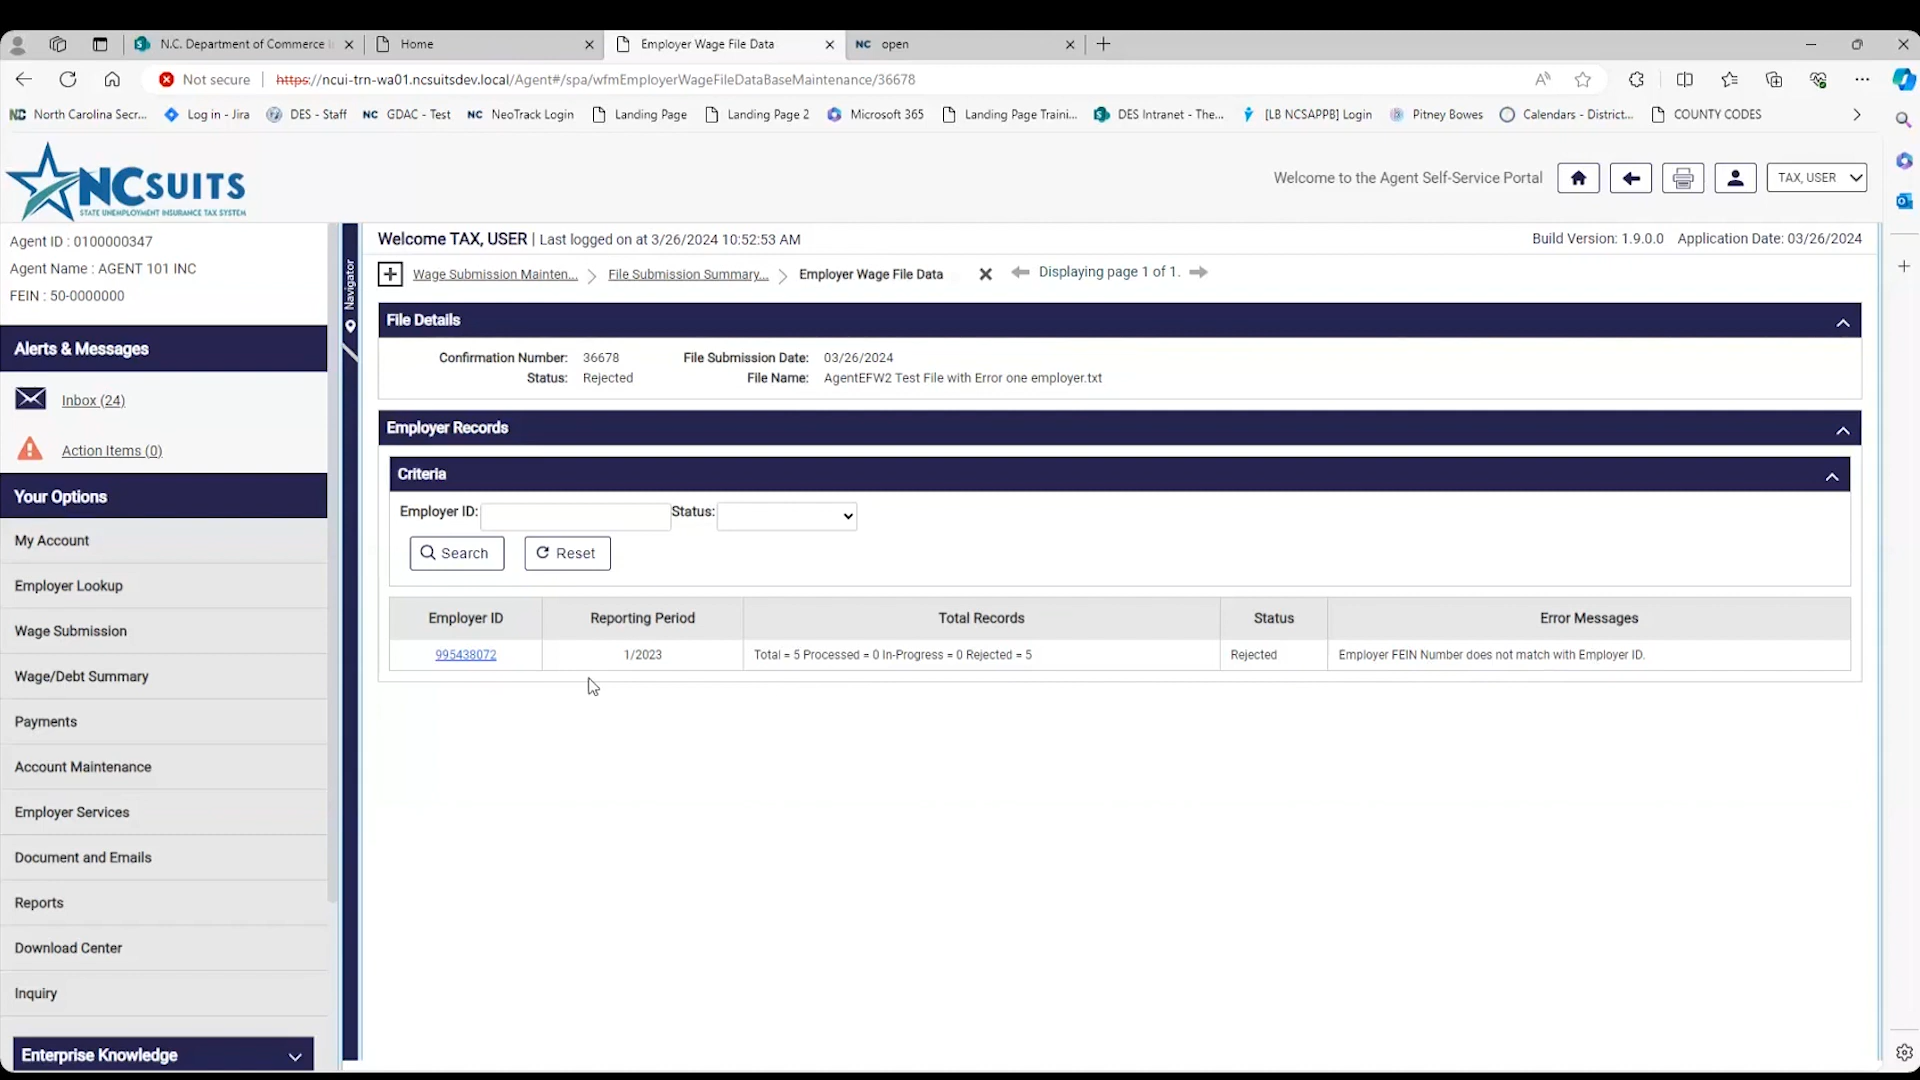 N.C. Department of Commerce
Home
Employer Wage File Data
NC open
Not secure
https://ncui-trn-wa01.ncsuitsdev.local/Agent#/spa/wfmEmployerWageFileDataBaseMaintenance/36678
North Carolina Secr...
Log in - Jira
DES - Staff
NC GDAC - Test
NC NeoTrack Login
Landing Page
Landing Page 2
Microsoft 365
Landing Page Traini...
DES Intranet - The...
[LB NCSAPPB] Login
Pitney Bowes
Calendars - District...
COUNTY CODES
NCSUITS
STATE UNEMPLOYMENT INSURANCE TAX SYSTEM
Welcome to the Agent Self-Service Portal
TAX, USER
Agent ID : 0100000347
Agent Name : AGENT 101 INC
FEIN : 50-0000000
Alerts & Messages
Inbox (24)
Action Items (0)
Your Options
My Account
Employer Lookup
Wage Submission
Wage/Debt Summary
Payments
Account Maintenance
Employer Services
Document and Emails
Reports
Download Center
Inquiry
Enterprise Knowledge
Navigator
Welcome TAX, USER | Last logged on at 3/26/2024 10:52:53 AM
Build Version: 1.9.0.0 Application Date: 03/26/2024
Wage Submission Mainten...
File Submission Summary...
Employer Wage File Data
Displaying page 1 of 1.
File Details
Confirmation Number: 36678 File Submission Date: 03/26/2024
Status: Rejected File Name: AgentEFW2 Test File with Error one employer.txt
Employer Records
Criteria
Employer ID: Status:
Search Reset
Employer ID Reporting Period Total Records Status Error Messages
995438072 1/2023 Total = 5 Processed = 0 In-Progress = 0 Rejected = 5 Rejected Employer FEIN Number does not match with Employer ID.